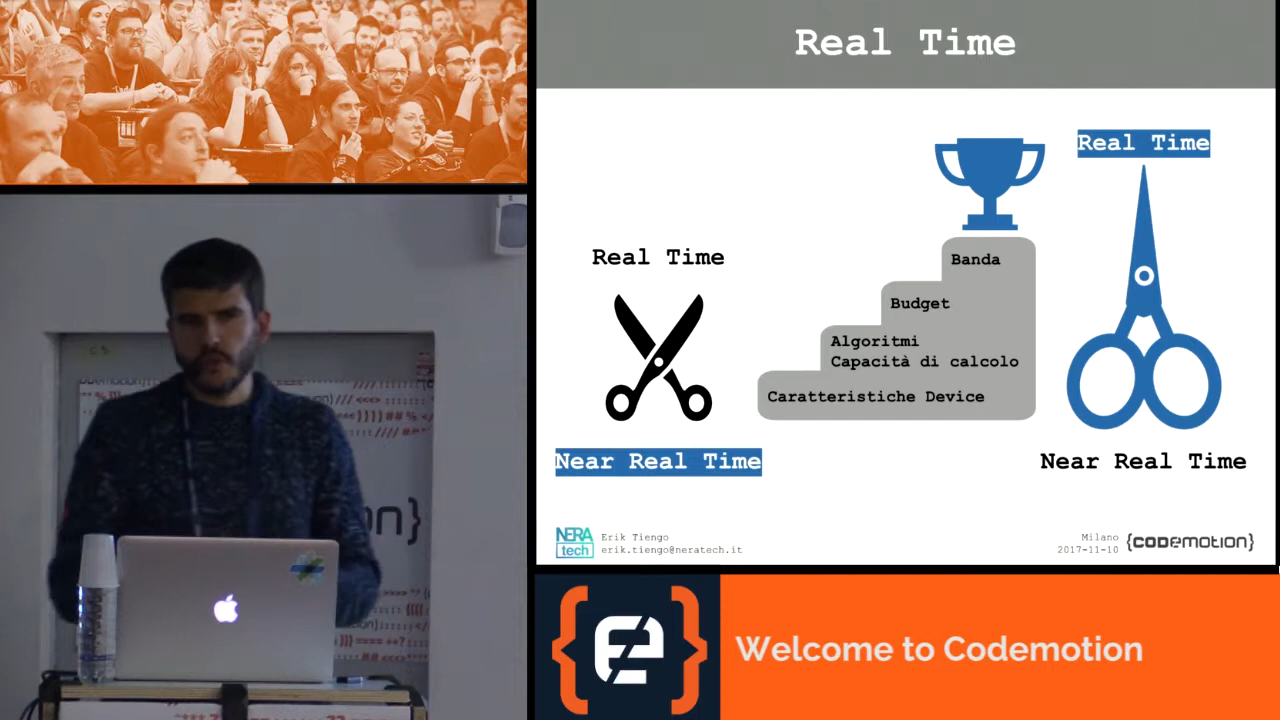 Real Time
Real Time
Real Time
Banda
Budget
Algoritmi
Capacità di calcolo
Caratteristiche Device
Near Real Time
Near Real Time
NERA
tech
Erik Tiengo
erik.tiengo@neratech.it
Milano
2017-11-10
{CODEMOTION}
Welcome to Codemotion